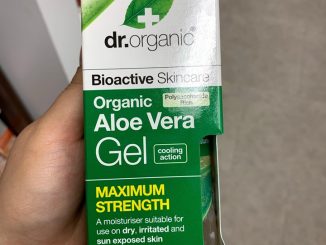 dr.organic®
Bioactive Skincare™
Organic
Polysaccharide
Rich
Aloe Vera
Gel
cooling
action
MAXIMUM
STRENGTH
A moisturiser suitable for
use on dry, irritated and
sun exposed skin